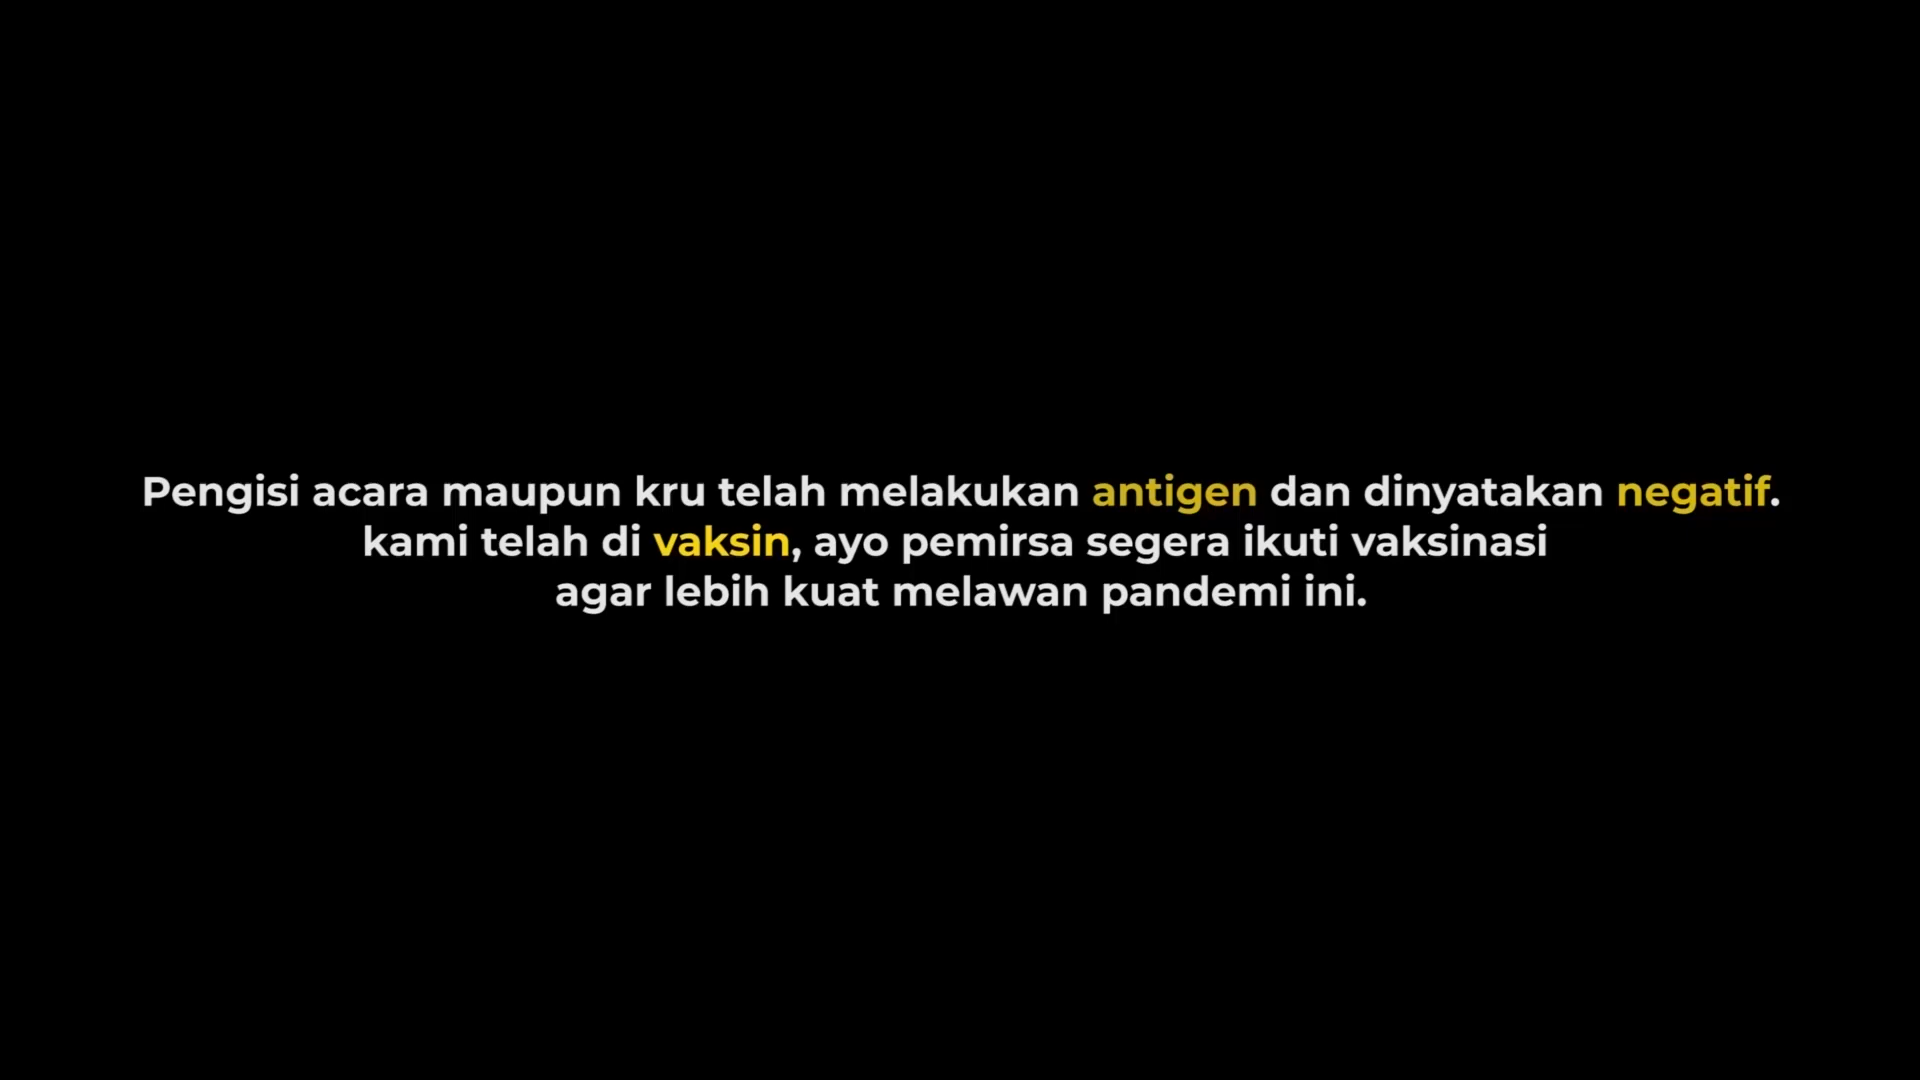 Pengisi acara maupun kru telah melakukan antigen dan dinyatakan negatif.
kami telah di vaksin, ayo pemirsa segera ikuti vaksinasi
agar lebih kuat melawan pandemi ini.